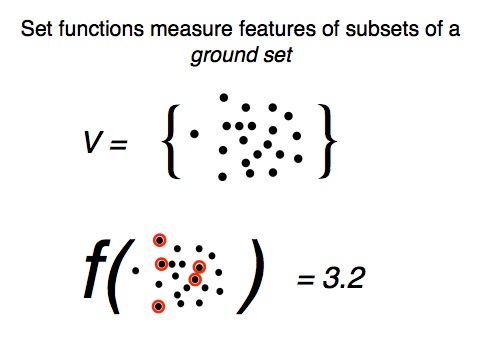 Set functions measure features of subsets of a
ground set
V = { }
f( ) = 3.2